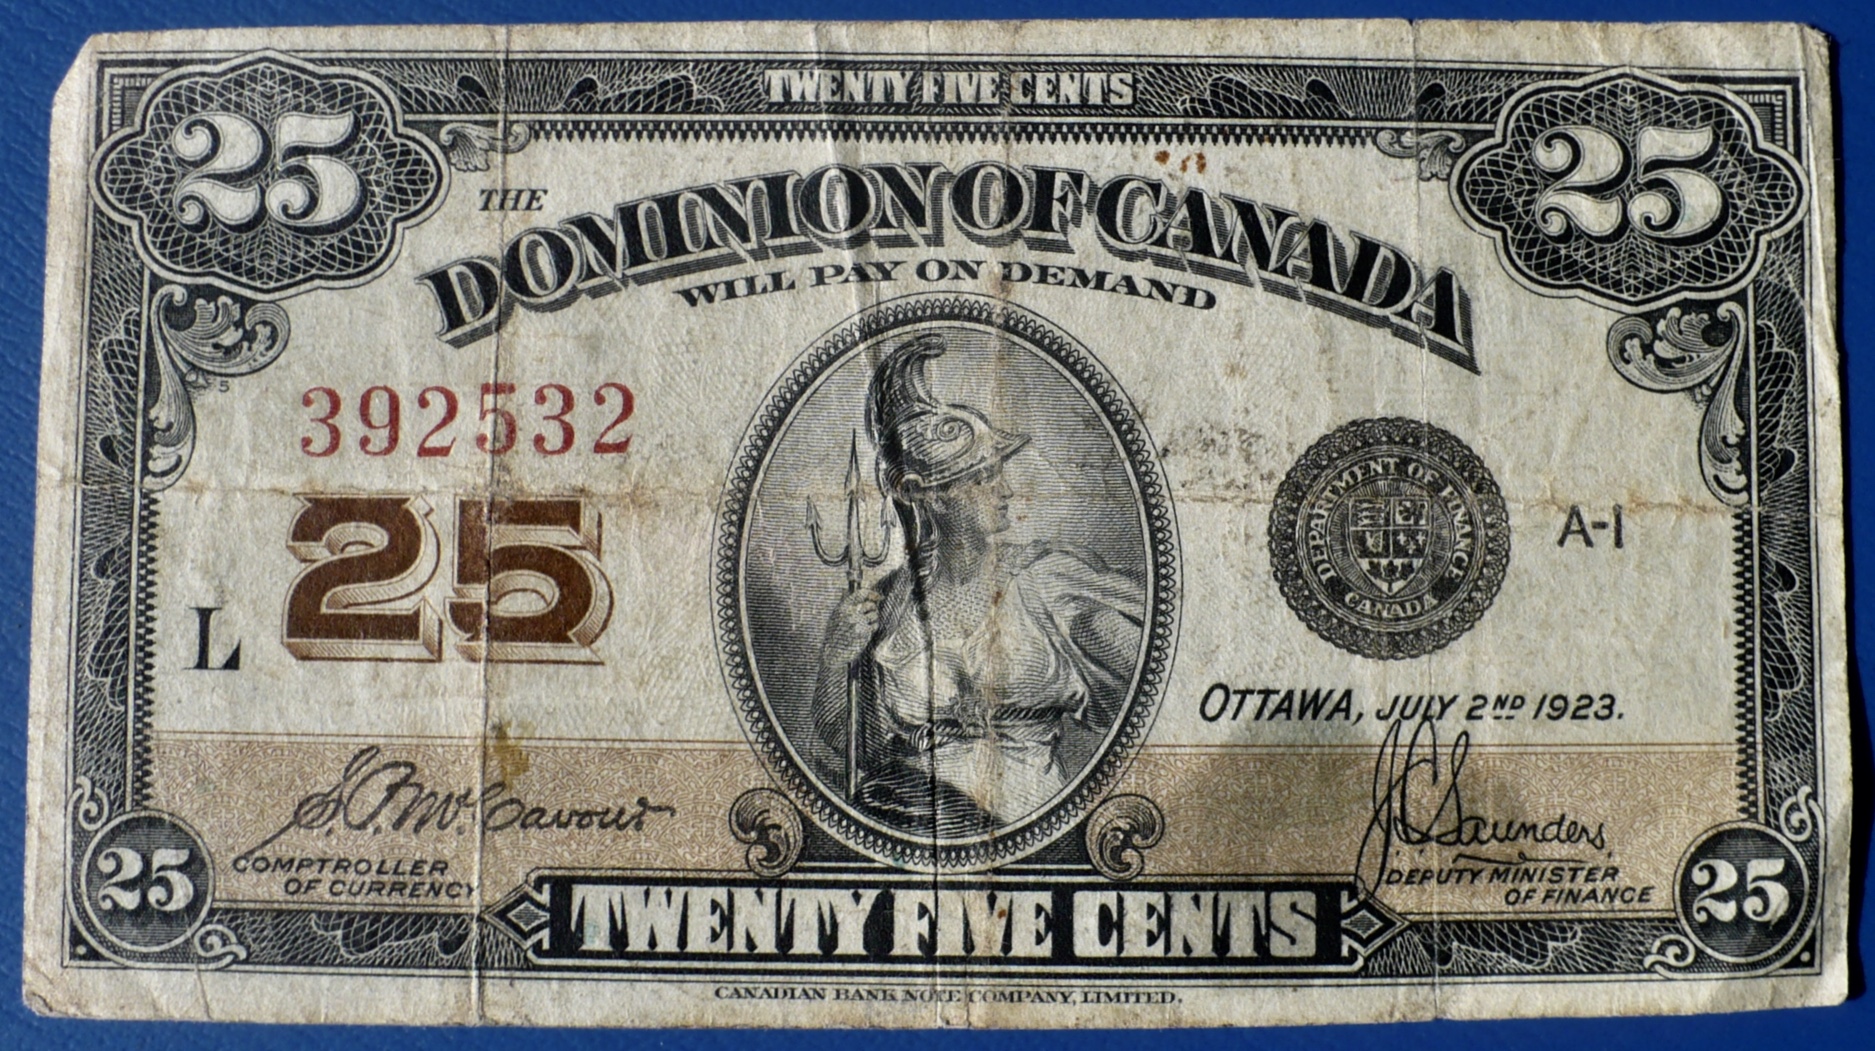 TWENTY FIVE CENTS
25
25
THE
DOMINION OF CANADA
WILL PAY ON DEMAND
392532
25
L
DEPARTMENT OF FINANCE
CANADA
A-1
OTTAWA, JULY 2ND 1923.
S.P. McCavour
J.C. Saunders
COMPTROLLER
OF CURRENCY
DEPUTY MINISTER
OF FINANCE
25
TWENTY FIVE CENTS
25
CANADIAN BANK NOTE COMPANY, LIMITED.